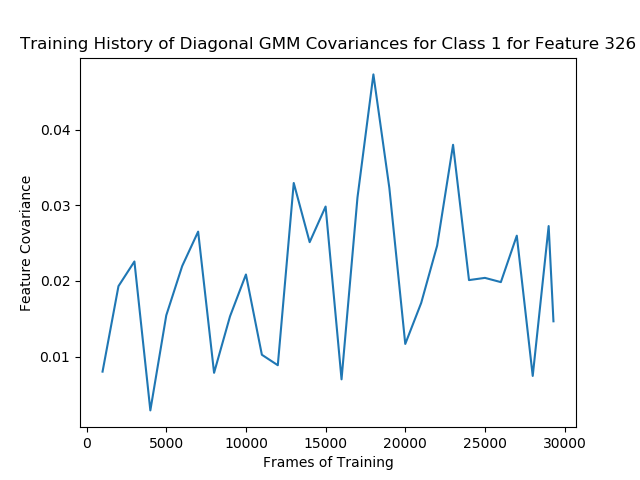 Training History of Diagonal GMM Covariances for Class 1 for Feature 326
Feature Covariance
0.04
0.03
0.02
0.01
0 5000 10000 15000 20000 25000 30000
Frames of Training